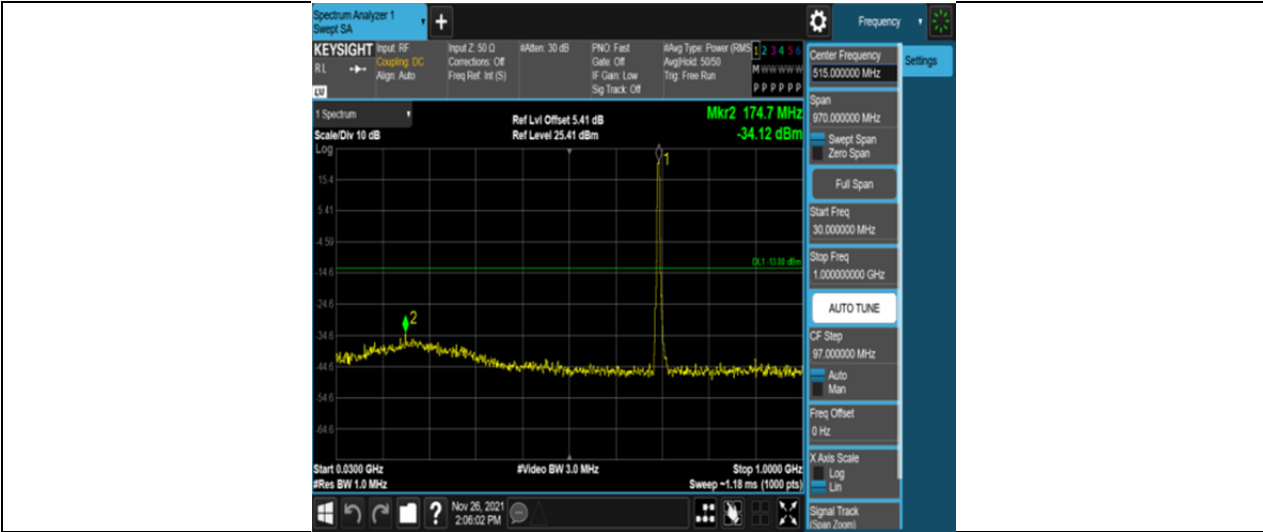 Spectrum Analyzer 1
Swept SA
+
Frequency
KEYSIGHT
Input: RF
Coupling: DC
Align: Auto
Input Z: 50 Ω
Corrections: Off
Freq Ref: Int (S)
#Atten: 30 dB
PNO: Fast
Gate: Off
IF Gain: Low
Sig Track: Off
#Avg Type: Power (RMS
Avg|Hold: 50/50
Trig: Free Run
1 2 3 4 5 6
M W W W W W
P P P P P P
R L
LV
1 Spectrum
Scale/Div 10 dB
Ref Lvl Offset 5.41 dB
Ref Level 25.41 dBm
Mkr2 174.7 MHz
-34.12 dBm
Log
15.4
5.41
-4.59
-14.6
-24.6
-34.6
-44.6
-54.6
-64.6
1
2
DL1 -13.00 dBm
Start 0.0300 GHz
#Res BW 1.0 MHz
#Video BW 3.0 MHz
Stop 1.0000 GHz
Sweep ~1.18 ms (1000 pts)
?
Nov 26, 2021
2:06:02 PM
Center Frequency
515.000000 MHz
Span
970.000000 MHz
Swept Span
Zero Span
Full Span
Start Freq
30.000000 MHz
Stop Freq
1.000000000 GHz
AUTO TUNE
CF Step
97.000000 MHz
Auto
Man
Freq Offset
0 Hz
X Axis Scale
Log
Lin
Signal Track
(Span Zoom)
Settings